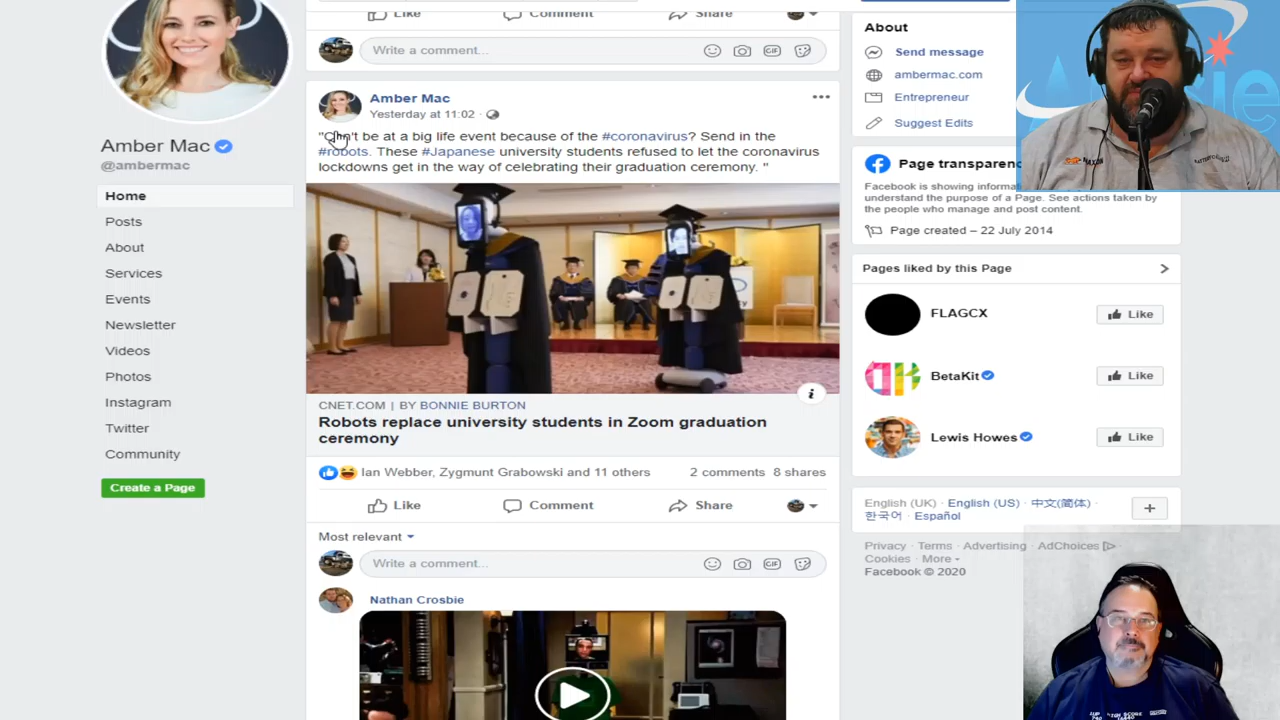 Like Comment Share
Write a comment...
GIF
Amber Mac
@ambermac
Home
Posts
About
Services
Events
Newsletter
Videos
Photos
Instagram
Twitter
Community
Create a Page
Amber Mac
Yesterday at 11:02
be at a big life event because of the #coronavirus? Send in the
#robots. These #Japanese university students refused to let the coronavirus
lockdowns get in the way of celebrating their graduation ceremony. "
CNET.COM | BY BONNIE BURTON
Robots replace university students in Zoom graduation
ceremony
Ian Webber, Zygmunt Grabowski and 11 others 2 comments 8 shares
Like Comment Share
Most relevant
Write a comment...
GIF
Nathan Crosbie
About
Send message
ambermac.com
Entrepreneur
Suggest Edits
Page
Facebook is showing
understand the purpose of a Page. See actions taken by
the people who manage and post content.
Page created – 22 July 2014
Pages liked by this Page
FLAGCX Like
BetaKit Like
Lewis Howes Like
English (UK) · English (US) · 中文(简体) ·
한국어 · Español
+
Privacy · Terms · Advertising · AdChoices ·
Cookies · More
Facebook © 2020